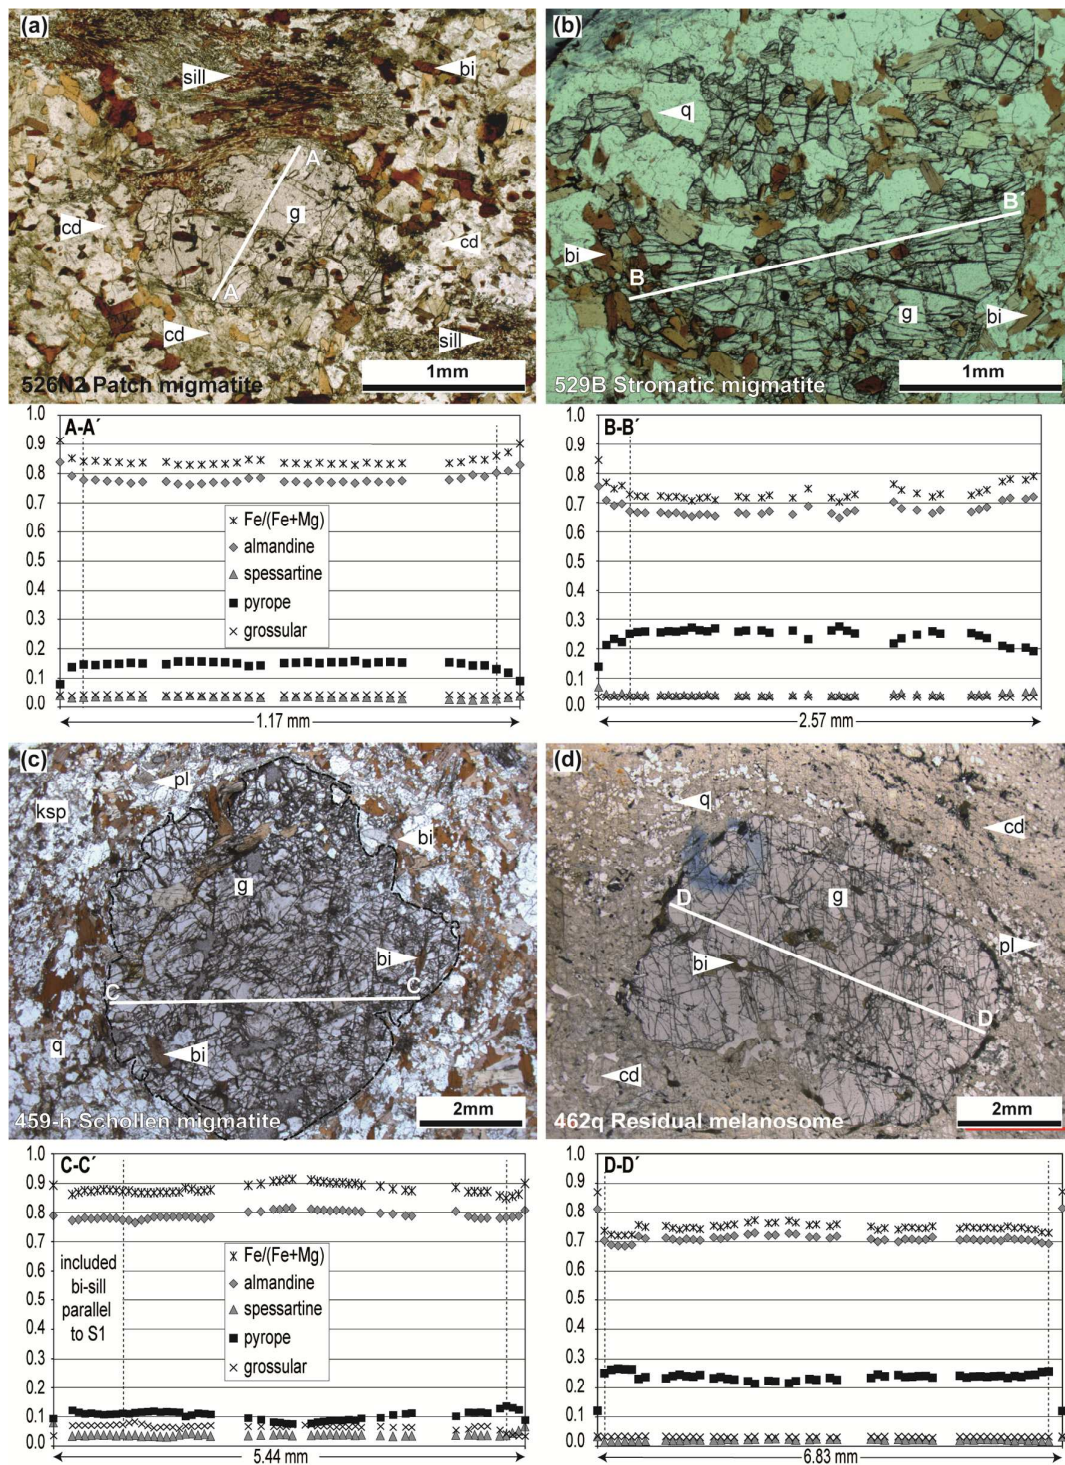 (a)
sill
bi
A
g
cd
cd
A
cd
sill
1mm
526N2 Patch migmatite
(b)
q
B
bi
B
g
bi
1mm
529B Stromatic migmatite
1.0
0.9
0.8
0.7
0.6
0.5
0.4
0.3
0.2
0.1
0.0
A-A´
Fe/(Fe+Mg)
almandine
spessartine
pyrope
grossular
1.17 mm
1.0
0.9
0.8
0.7
0.6
0.5
0.4
0.3
0.2
0.1
0.0
B-B´
2.57 mm
(c)
pl
ksp
bi
g
bi
C
C
q
bi
2mm
459-h Schollen migmatite
(d)
q
cd
D
g
pl
bi
D
cd
2mm
462q Residual melanosome
1.0
0.9
0.8
0.7
0.6
0.5
0.4
0.3
0.2
0.1
0.0
C-C´
included
bi-sill
parallel
to S1
Fe/(Fe+Mg)
almandine
spessartine
pyrope
grossular
5.44 mm
1.0
0.9
0.8
0.7
0.6
0.5
0.4
0.3
0.2
0.1
0.0
D-D´
6.83 mm